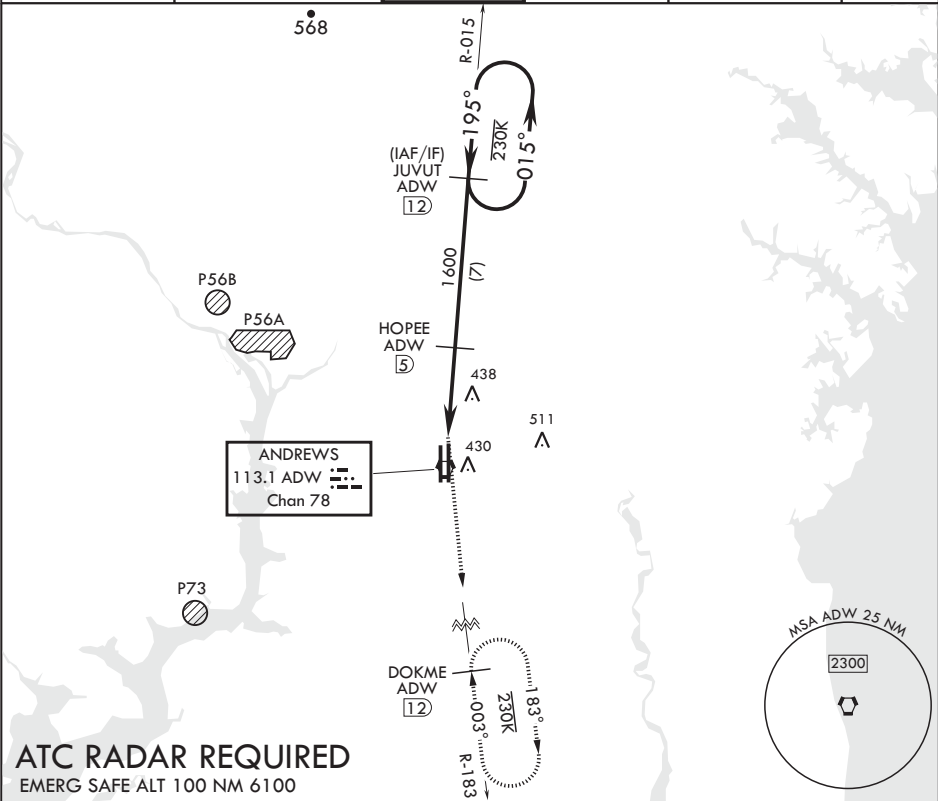 568
R-015
195°
230K
015°
(IAF/IF)
JUVUT
ADW
12
1600
(7)
P56B
P56A
HOPEE
ADW
5
438
511
ANDREWS
113.1 ADW
Chan 78
430
P73
MSA ADW 25 NM
2300
DOKME
ADW
12
003°
230K
183°
R-183
ATC RADAR REQUIRED
EMERG SAFE ALT 100 NM 6100